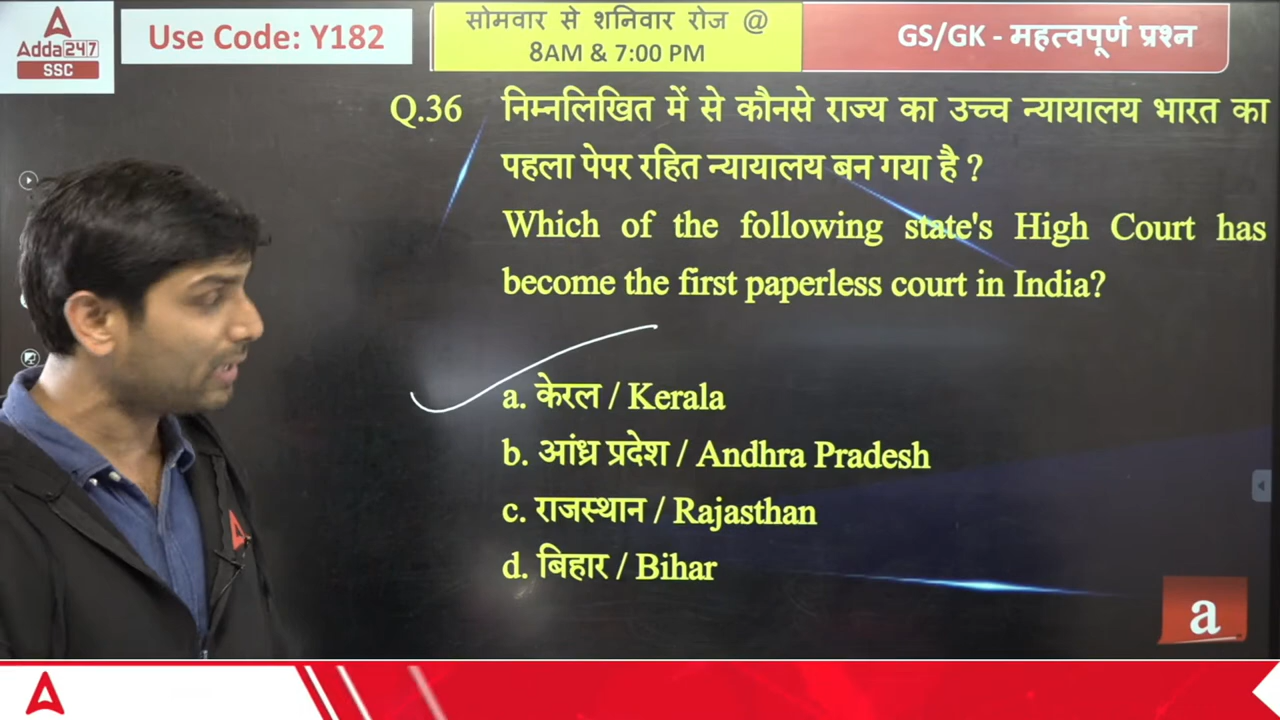 Adda247
SSC
Use Code: Y182
सोमवार से शनिवार रोज @
8AM & 7:00 PM
GS/GK - महत्वपूर्ण प्रश्न
Q.36 निम्नलिखित में से कौनसे राज्य का उच्च न्यायालय भारत का
पहला पेपर रहित न्यायालय बन गया है ?
Which of the following state's High Court has
become the first paperless court in India?
a. केरल / Kerala
b. आंध्र प्रदेश / Andhra Pradesh
c. राजस्थान / Rajasthan
d. बिहार / Bihar
a